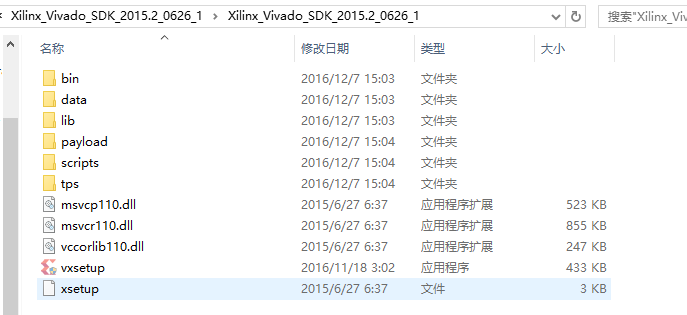 Xilinx_Vivado_SDK_2015.2_0626_1 Xilinx_Vivado_SDK_2015.2_0626_1 搜索"Xilinx_Viv
名称 修改日期 类型 大小
bin 2016/12/7 15:03 文件夹
data 2016/12/7 15:03 文件夹
lib 2016/12/7 15:03 文件夹
payload 2016/12/7 15:04 文件夹
scripts 2016/12/7 15:04 文件夹
tps 2016/12/7 15:04 文件夹
msvcp110.dll 2015/6/27 6:37 应用程序扩展 523 KB
msvcr110.dll 2015/6/27 6:37 应用程序扩展 855 KB
vccorlib110.dll 2015/6/27 6:37 应用程序扩展 247 KB
vxsetup 2016/11/18 3:02 应用程序 433 KB
xsetup 2015/6/27 6:37 文件 3 KB